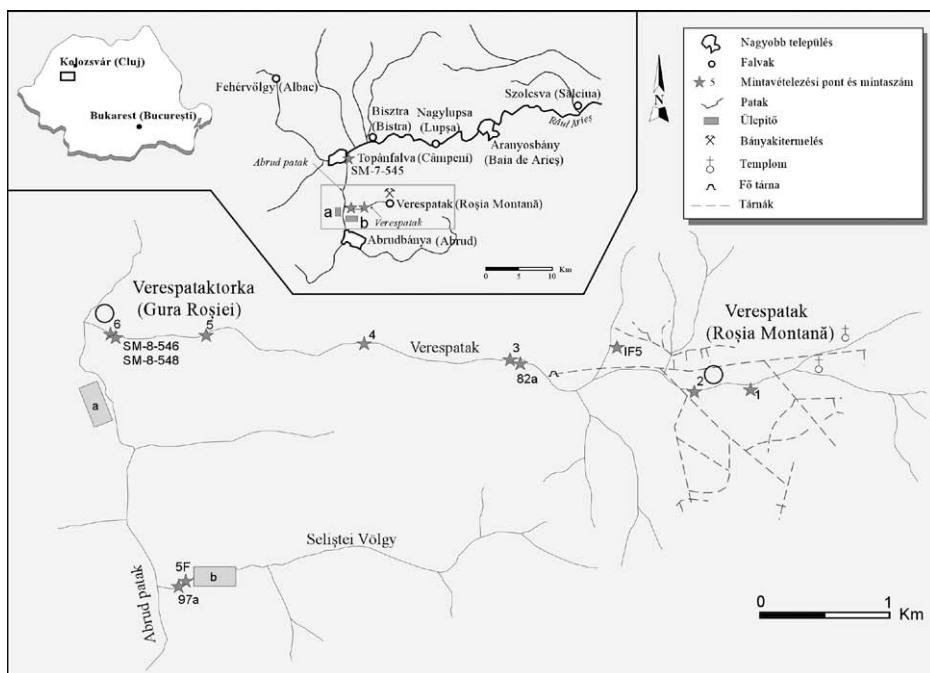 Kolozsvár (Cluj)
Bukarest (București)
Fehérvölgy (Albac)
Bisztra
(Bistra)
Nagylupsa
(Lupșa)
Szolcsva (Sălciua)
Râul Arieș
Aranyosbány
(Baia de Arieș)
Abrud patak
Topánfalva (Câmpeni)
SM-7-545
Verespatak (Roșia Montană)
Verespatak
a
b
Abrudbánya (Abrud)
0 5 10
Km
N
Nagyobb település
Falvak
5
Mintavételezési pont és mintaszám
Patak
Ülepítő
Bányakitermelés
Templom
Fő tárna
Tárnák
Verespataktorka
(Gura Roșiei)
6
SM-8-546
SM-8-548
5
4
Verespatak
3
82a
IF5
Verespatak
(Roșia Montană)
2
1
a
Seliștei Völgy
5F
b
97a
Abrud patak
0 1
Km